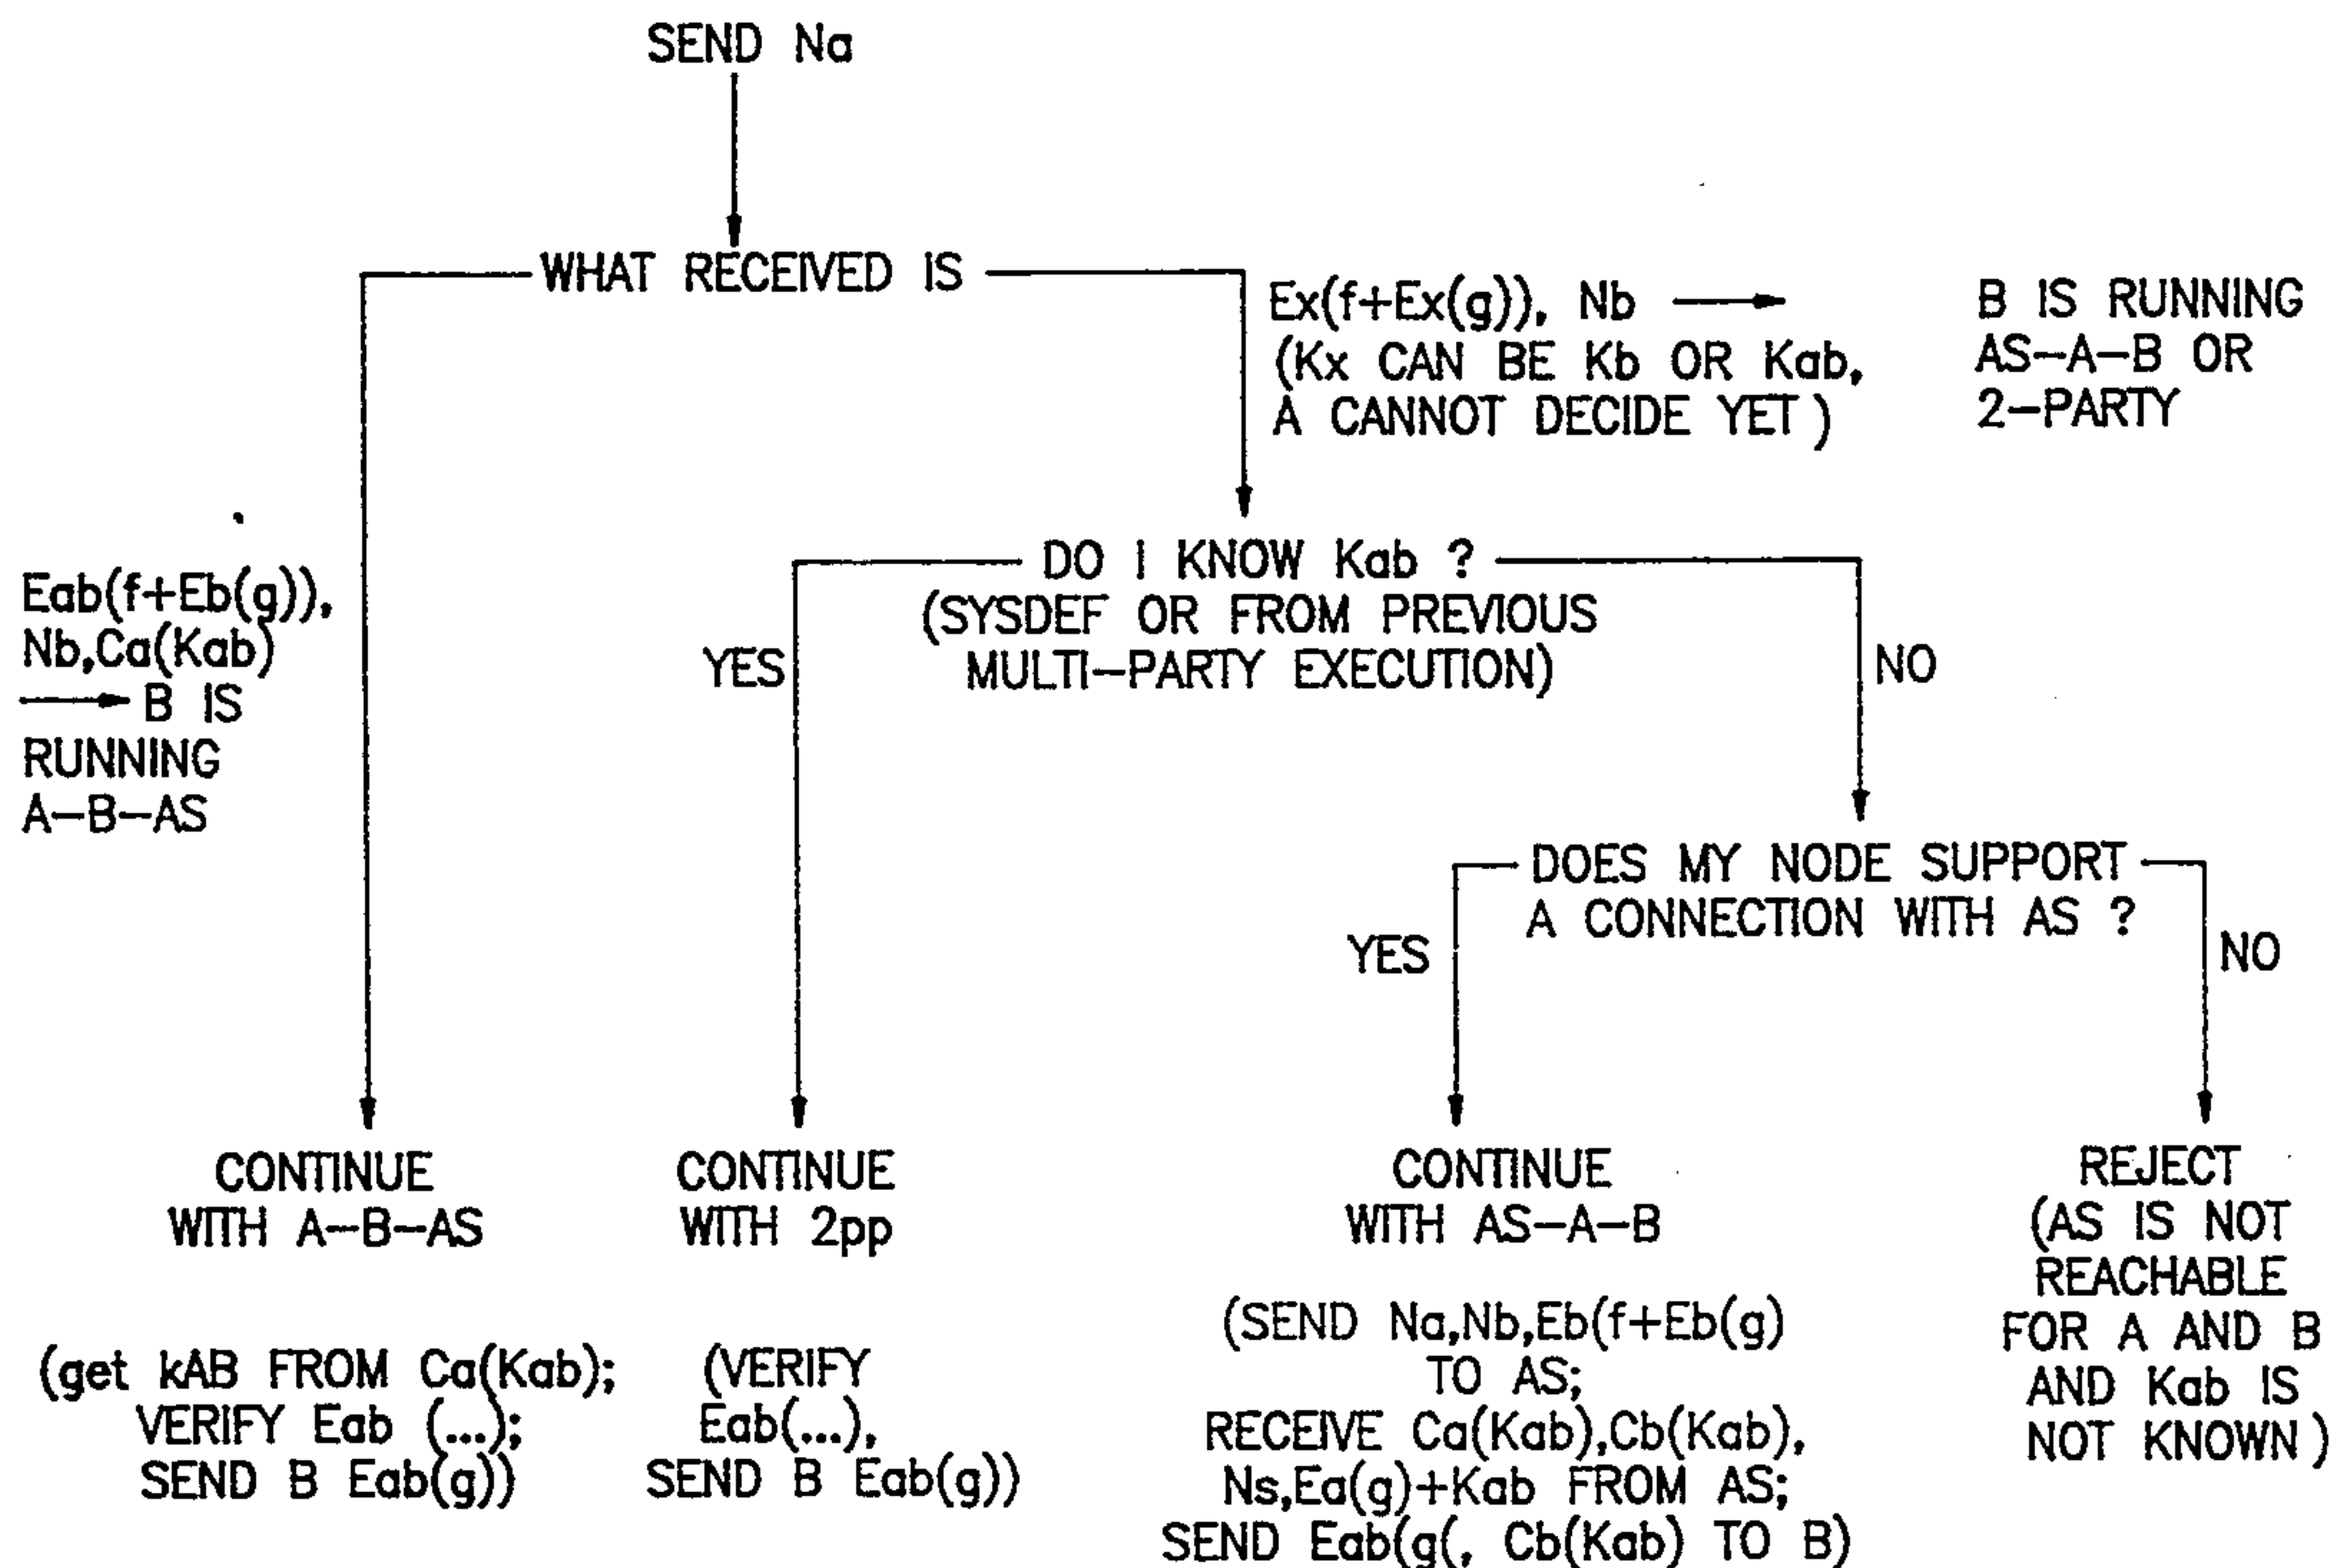 SEND Na
WHAT RECEIVED IS
Ex(f+Ex(g)), Nb
(Kx CAN BE Kb OR Kab,
A CANNOT DECIDE YET)
B IS RUNNING
AS-A-B OR
2-PARTY
Eab(f+Eb(g)),
Nb,Ca(Kab)
B IS
RUNNING
A-B-AS
DO I KNOW Kab ?
(SYSDEF OR FROM PREVIOUS
MULTI-PARTY EXECUTION)
YES
NO
DOES MY NODE SUPPORT
A CONNECTION WITH AS ?
YES
NO
CONTINUE
WITH A-B-AS
(get kAB FROM Ca(Kab);
VERIFY Eab (...);
SEND B Eab(g))
CONTINUE
WITH 2pp
(VERIFY
Eab(...),
SEND B Eab(g))
CONTINUE
WITH AS-A-B
(SEND Na,Nb,Eb(f+Eb(g)
TO AS;
RECEIVE Ca(Kab),Cb(Kab),
Ns,Ea(g)+Kab FROM AS;
SEND Eab(g(, Cb(Kab) TO B)
REJECT
(AS IS NOT
REACHABLE
FOR A AND B
AND Kab IS
NOT KNOWN)